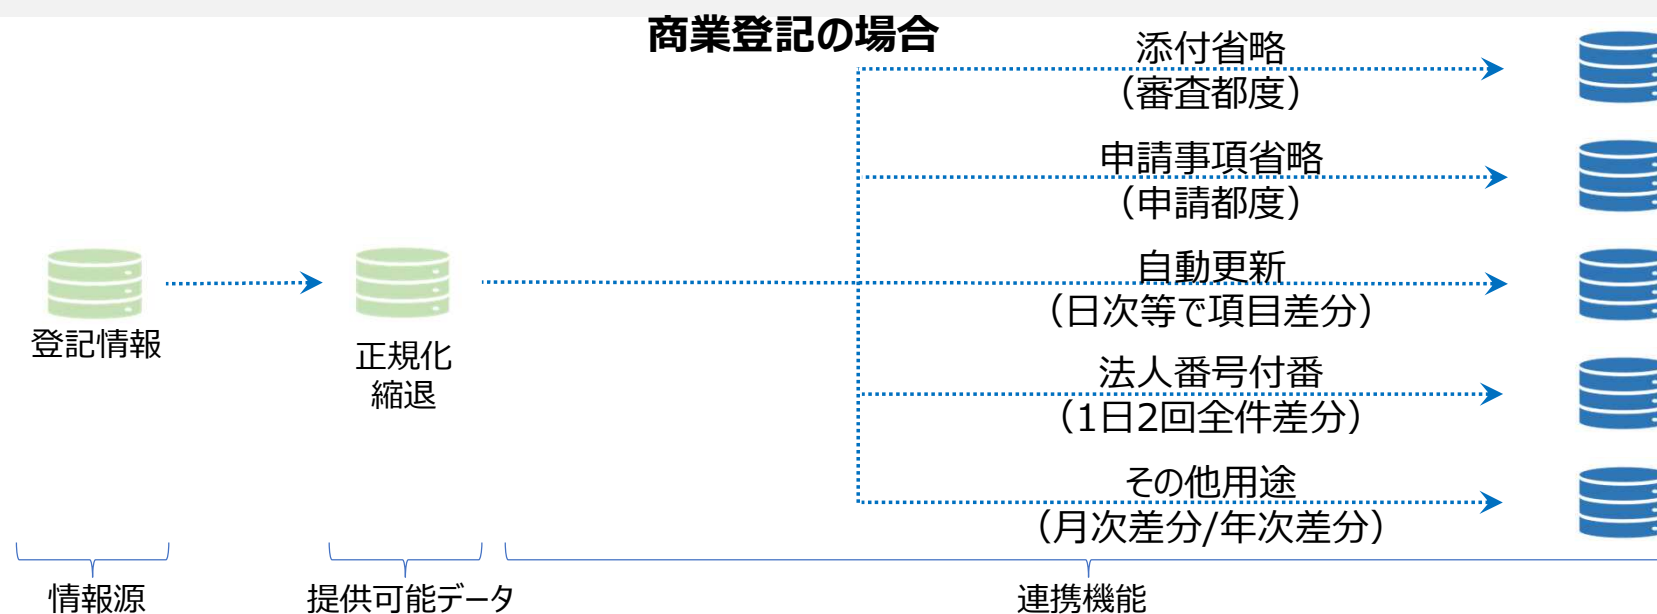 商業登記の場合
添付省略
（審査都度）
申請事項省略
（申請都度）
自動更新
（日次等で項目差分）
法人番号付番
（1日2回全件差分）
その他用途
（月次差分/年次差分）
登記情報
正規化
縮退
情報源
提供可能データ
連携機能